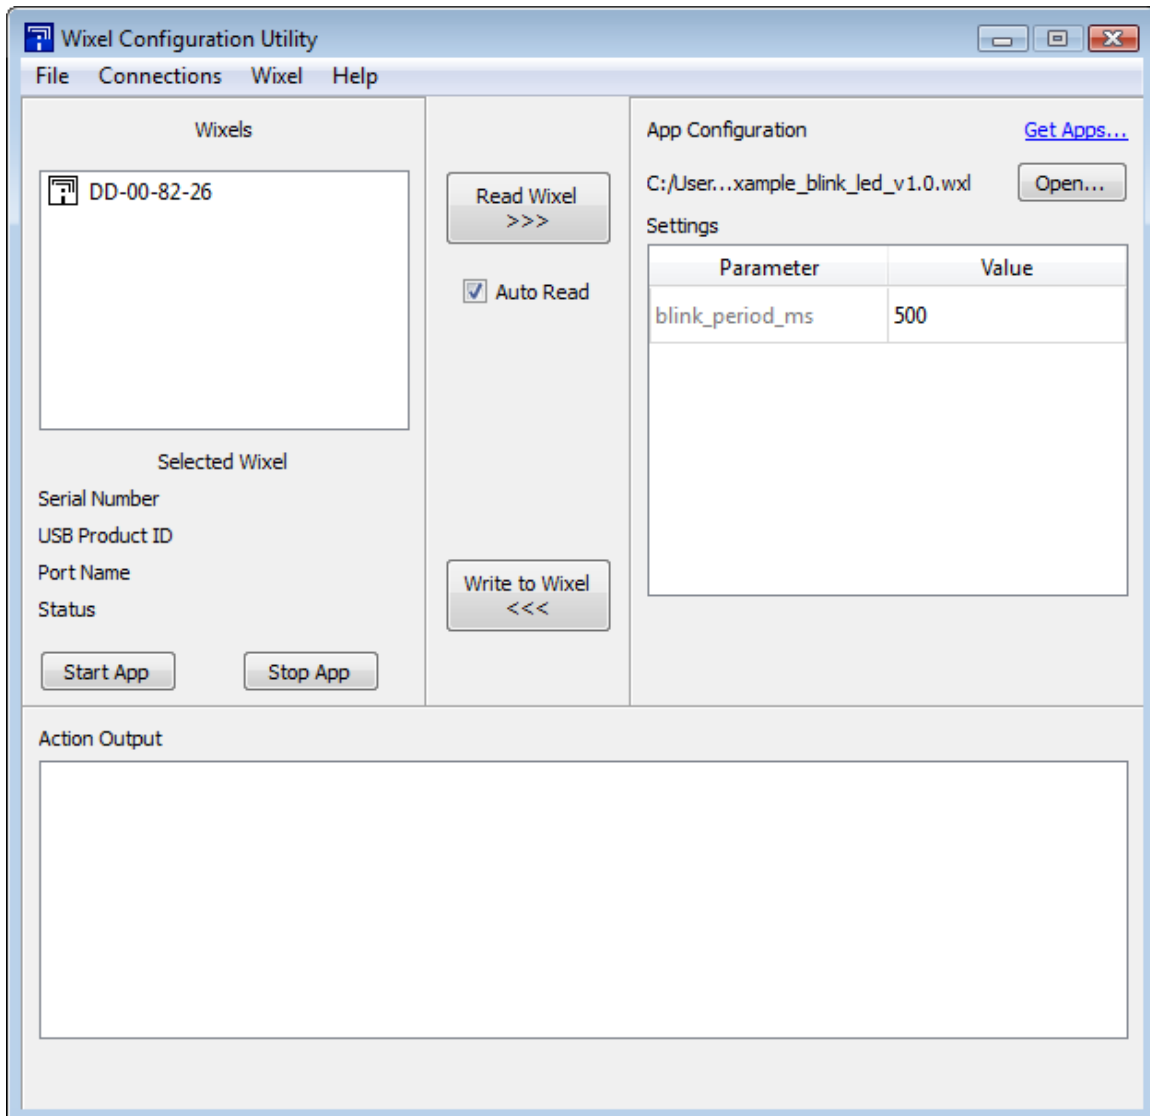 Wixel Configuration Utility
File Connections Wixel Help
Wixels
DD-00-82-26
Selected Wixel
Serial Number
USB Product ID
Port Name
Status
Start App Stop App
Read Wixel
>>>
Auto Read
Write to Wixel
<<<
App Configuration Get Apps...
C:/User...xample_blink_led_v1.0.wxl Open...
Settings
Parameter Value
blink_period_ms 500
Action Output